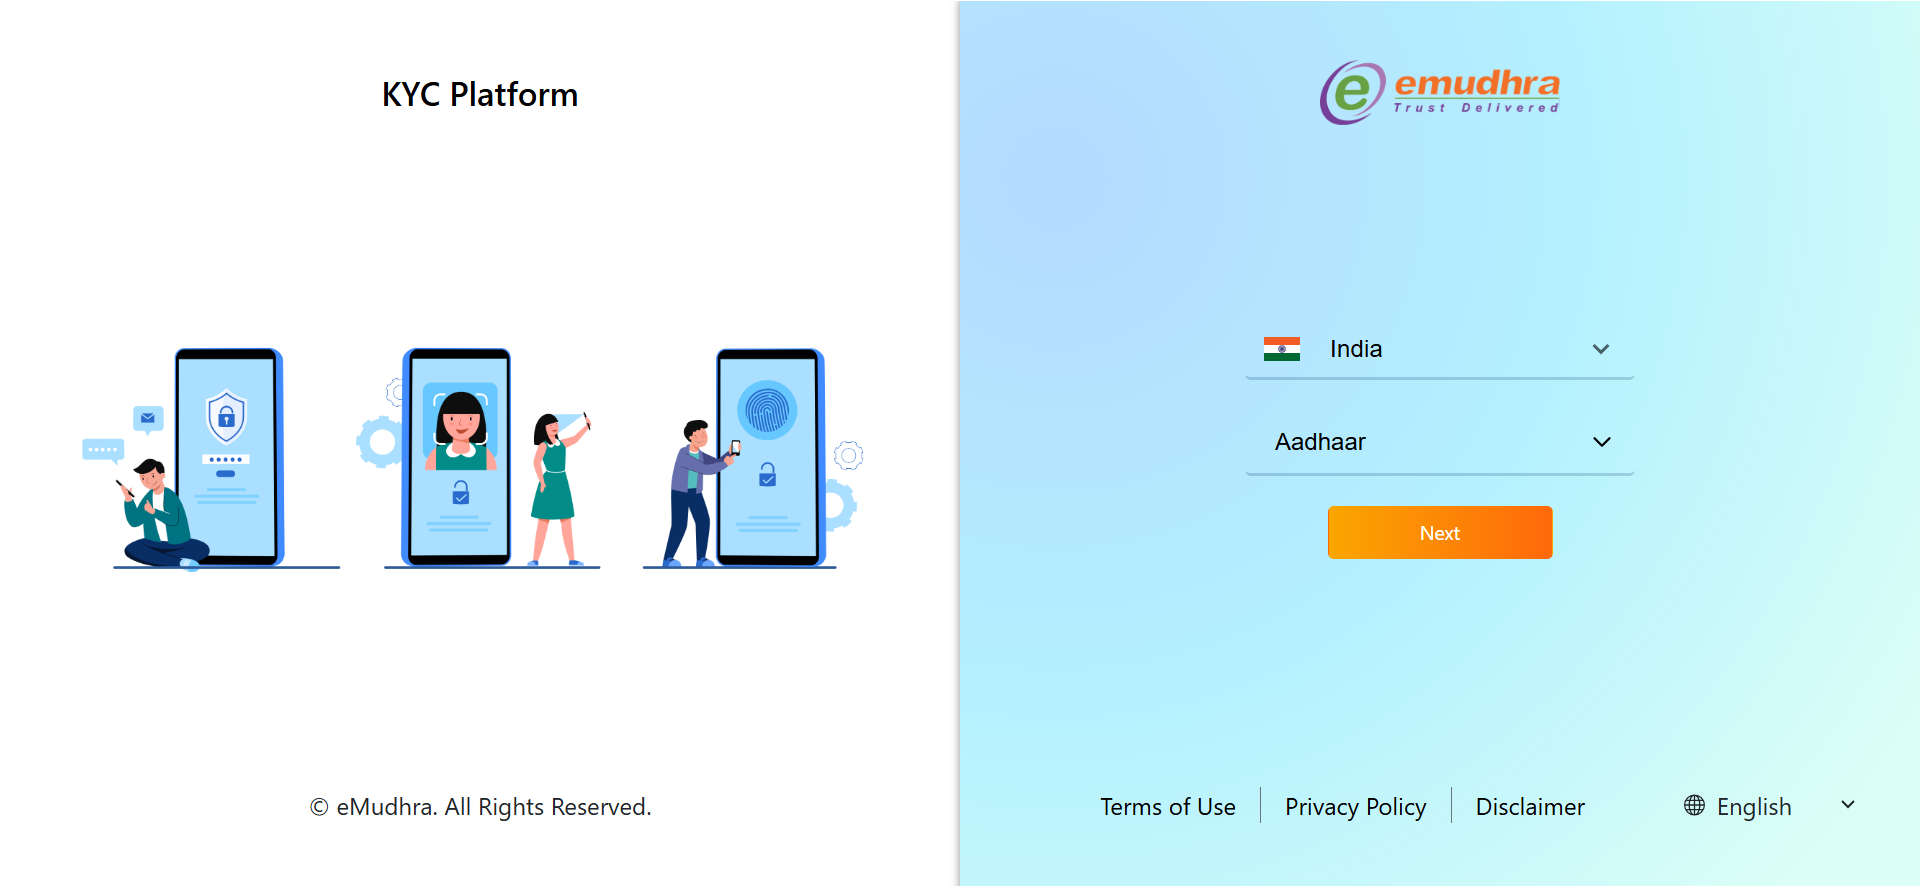 KYC Platform
© eMudhra. All Rights Reserved.
e emudhra
Trust Delivered
India
Aadhaar
Next
Terms of Use
Privacy Policy
Disclaimer
English